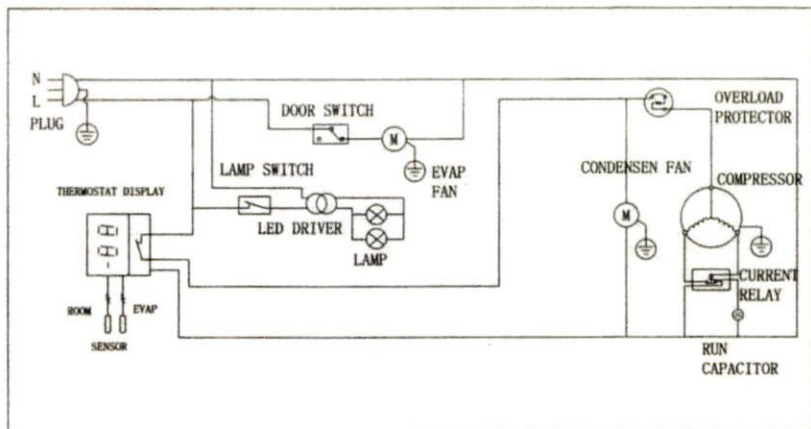 N
L
PLUG
DOOR SWITCH
M
EVAP
FAN
OVERLOAD
PROTECTOR
LAMP SWITCH
CONDENSEN FAN
COMPRESSOR
THERMOSTAT DISPLAY
M
LED DRIVER
LAMP
CURRENT
RELAY
ROOM
EVAP
SENSOR
RUN
CAPACITOR